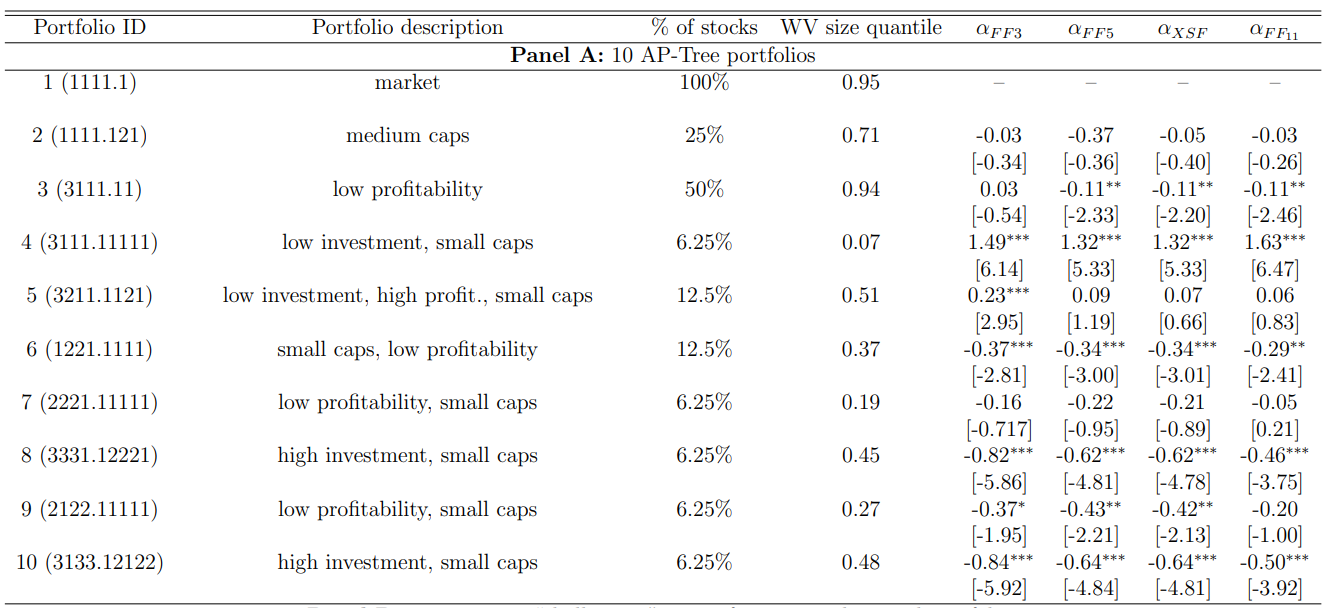 Portfolio ID Portfolio description % of stocks WV size quantile αFF3 αFF5 αXSF αFF11
Panel A: 10 AP-Tree portfolios
1 (1111.1) market 100% 0.95 – – – –
2 (1111.121) medium caps 25% 0.71 -0.03 -0.37 -0.05 -0.03
[-0.34] [-0.36] [-0.40] [-0.26]
3 (3111.11) low profitability 50% 0.94 0.03 -0.11** -0.11** -0.11**
[-0.54] [-2.33] [-2.20] [-2.46]
4 (3111.11111) low investment, small caps 6.25% 0.07 1.49*** 1.32*** 1.32*** 1.63***
[6.14] [5.33] [5.33] [6.47]
5 (3211.1121) low investment, high profit., small caps 12.5% 0.51 0.23*** 0.09 0.07 0.06
[2.95] [1.19] [0.66] [0.83]
6 (1221.1111) small caps, low profitability 12.5% 0.37 -0.37*** -0.34*** -0.34*** -0.29**
[-2.81] [-3.00] [-3.01] [-2.41]
7 (2221.11111) low profitability, small caps 6.25% 0.19 -0.16 -0.22 -0.21 -0.05
[-0.717] [-0.95] [-0.89] [0.21]
8 (3331.12221) high investment, small caps 6.25% 0.45 -0.82*** -0.62*** -0.62*** -0.46***
[-5.86] [-4.81] [-4.78] [-3.75]
9 (2122.11111) low profitability, small caps 6.25% 0.27 -0.37* -0.43** -0.42** -0.20
[-1.95] [-2.21] [-2.13] [-1.00]
10 (3133.12122) high investment, small caps 6.25% 0.48 -0.84*** -0.64*** -0.64*** -0.50***
[-5.92] [-4.84] [-4.81] [-3.92]